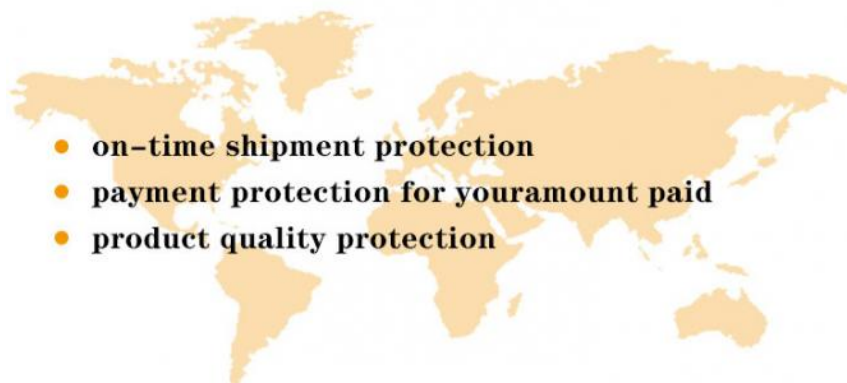 on-time shipment protection
payment protection for youramount paid
product quality protection